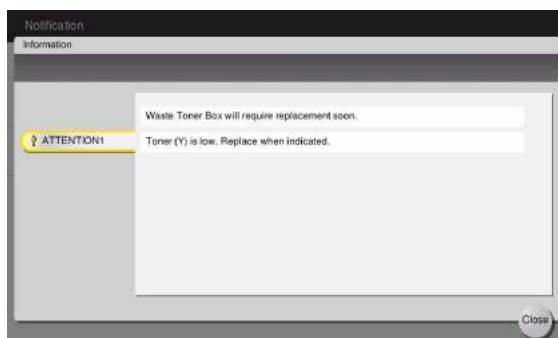 Notification
Information
Waste Toner Box will require replacement soon.
ATTENTION1
Toner (Y) is low. Replace when indicated.
Close